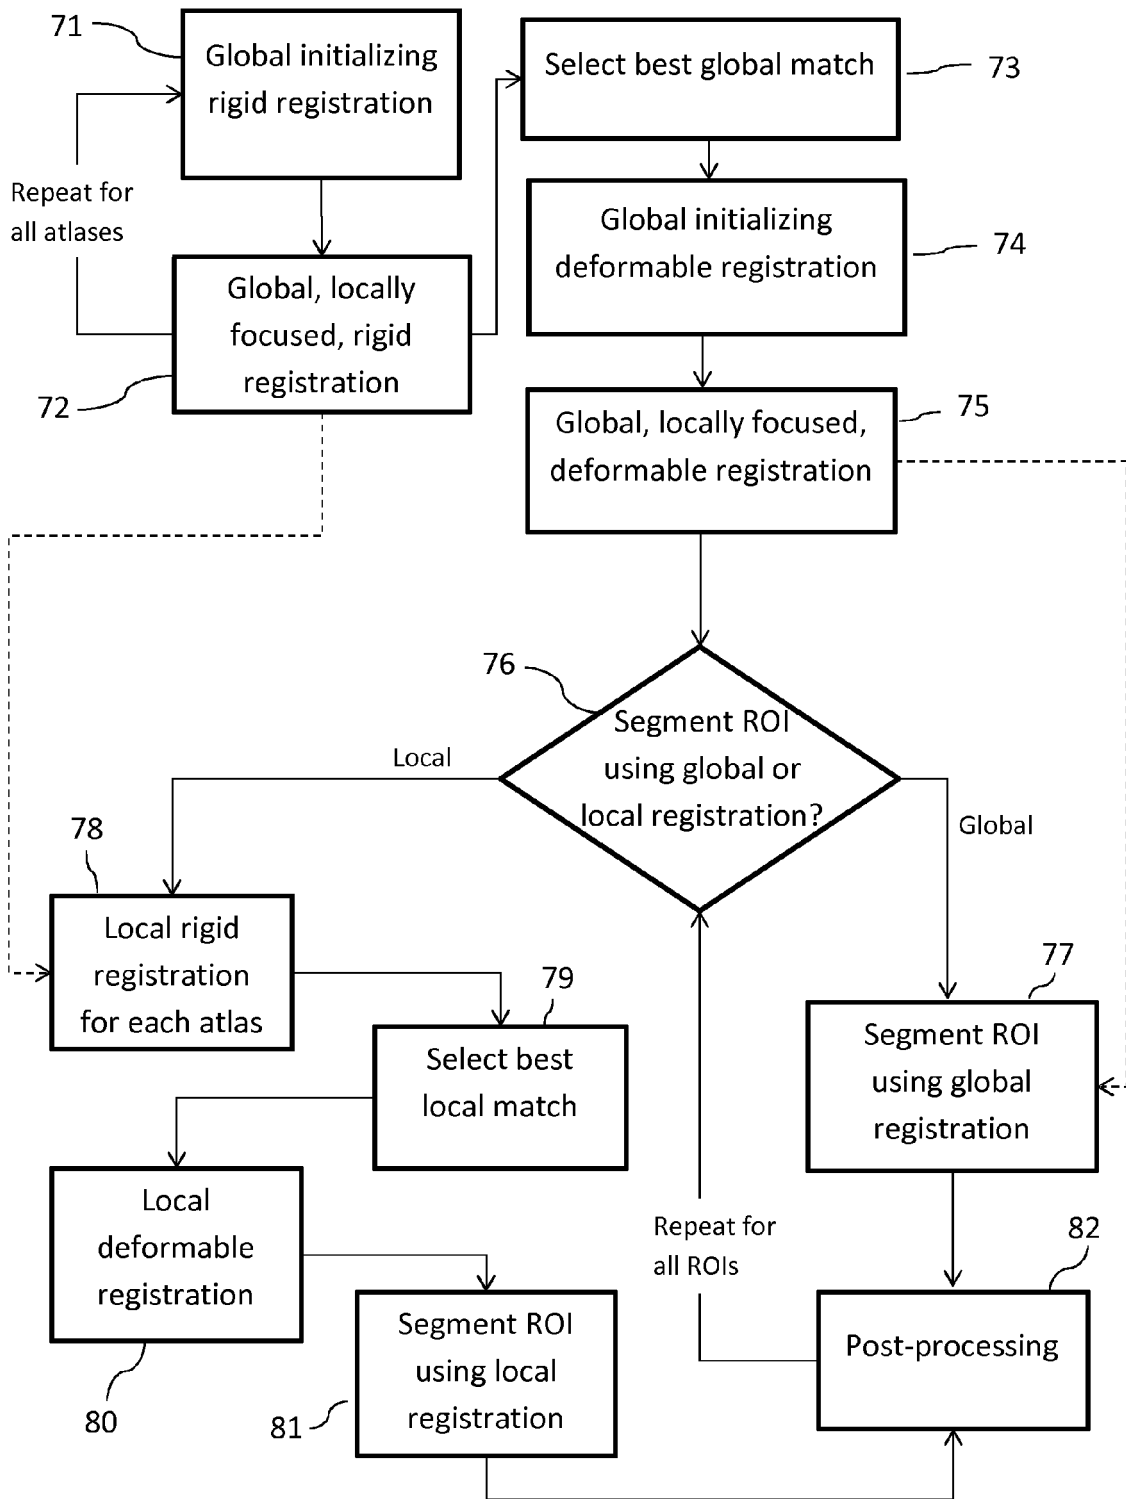 71
Global initializing
rigid registration
Repeat for
all atlases
Global, locally
focused, rigid
registration
72
Select best global match
73
Global initializing
deformable registration
74
Global, locally focused,
deformable registration
75
76
Segment ROI
using global or
local registration?
Local
Global
78
Local rigid
registration
for each atlas
79
Select best
local match
Local
deformable
registration
80
Segment ROI
using local
registration
81
77
Segment ROI
using global
registration
Repeat for
all ROIs
82
Post-processing